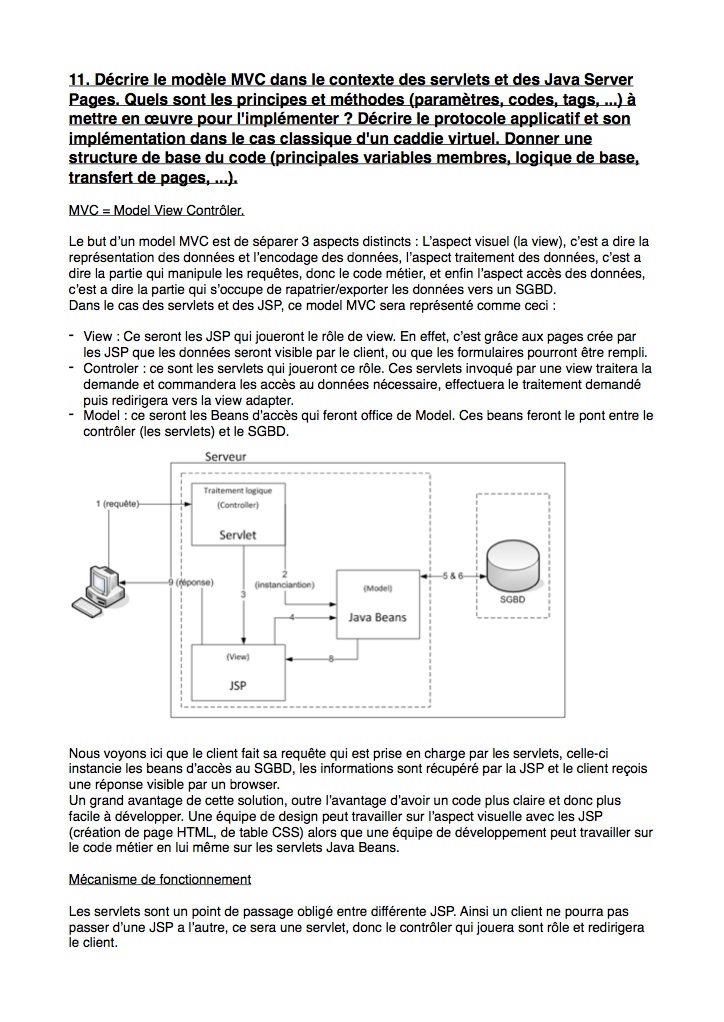 11. Décrire le modèle MVC dans le contexte des servlets et des Java Server
Pages. Quels sont les principes et méthodes (paramètres, codes, tags, ...) à
mettre en œuvre pour l'implémenter ? Décrire le protocole applicatif et son
implémentation dans le cas classique d'un caddie virtuel. Donner une
structure de base du code (principales variables membres, logique de base,
transfert de pages, ...).
MVC = Model View Contrôler.
Le but d'un model MVC est de séparer 3 aspects distincts : L'aspect visuel (la view), c'est a dire la
représentation des données et l'encodage des données, l'aspect traitement des données, c'est a
dire la partie qui manipule les requêtes, donc le code métier, et enfin l'aspect accès des données,
c'est a dire la partie qui s'occupe de rapatrier/exporter les données vers un SGBD.
Dans le cas des servlets et des JSP, ce model MVC sera représenté comme ceci :
- View : Ce seront les JSP qui joueront le rôle de view. En effet, c'est grâce aux pages crée par
les JSP que les données seront visible par le client, ou que les formulaires pourront être rempli.
- Controler : ce sont les servlets qui joueront ce rôle. Ces servlets invoqué par une view traitera la
demande et commandera les accès au données nécessaire, effectuera le traitement demandé
puis redirigera vers la view adapter.
- Model : ce seront les Beans d'accès qui feront office de Model. Ces beans feront le pont entre le
contrôler (les servlets) et le SGBD.
Serveur
Traitement logique
(Controller)
Servlet
1 (requête)
2
(instanciantion)
3
9 (réponse)
4
(Model)
Java Beans
5 & 6
SGBD
(View)
JSP
8
Nous voyons ici que le client fait sa requête qui est prise en charge par les servlets, celle-ci
instancie les beans d'accès au SGBD, les informations sont récupéré par la JSP et le client reçois
une réponse visible par un browser.
Un grand avantage de cette solution, outre l'avantage d'avoir un code plus claire et donc plus
facile à développer. Une équipe de design peut travailler sur l'aspect visuelle avec les JSP
(création de page HTML, de table CSS) alors que une équipe de développement peut travailler sur
le code métier en lui même sur les servlets Java Beans.
Mécanisme de fonctionnement
Les servlets sont un point de passage obligé entre différente JSP. Ainsi un client ne pourra pas
passer d'une JSP a l'autre, ce sera une servlet, donc le contrôler qui jouera sont rôle et redirigera
le client.